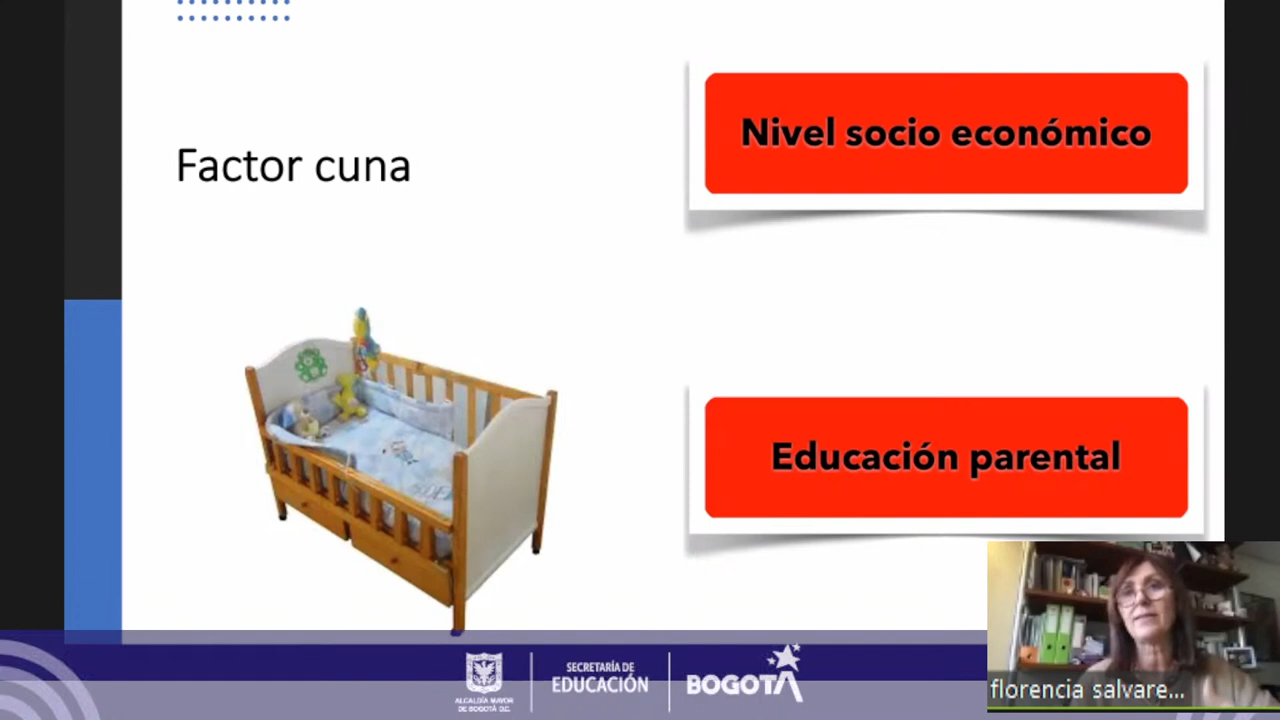 Nivel socio económico
Factor cuna
Educación parental
florencia salvare...
ALCALDÍA MAYOR
DE BOGOTÁ D.C.
SECRETARÍA DE
EDUCACIÓN
BOGOTÁ